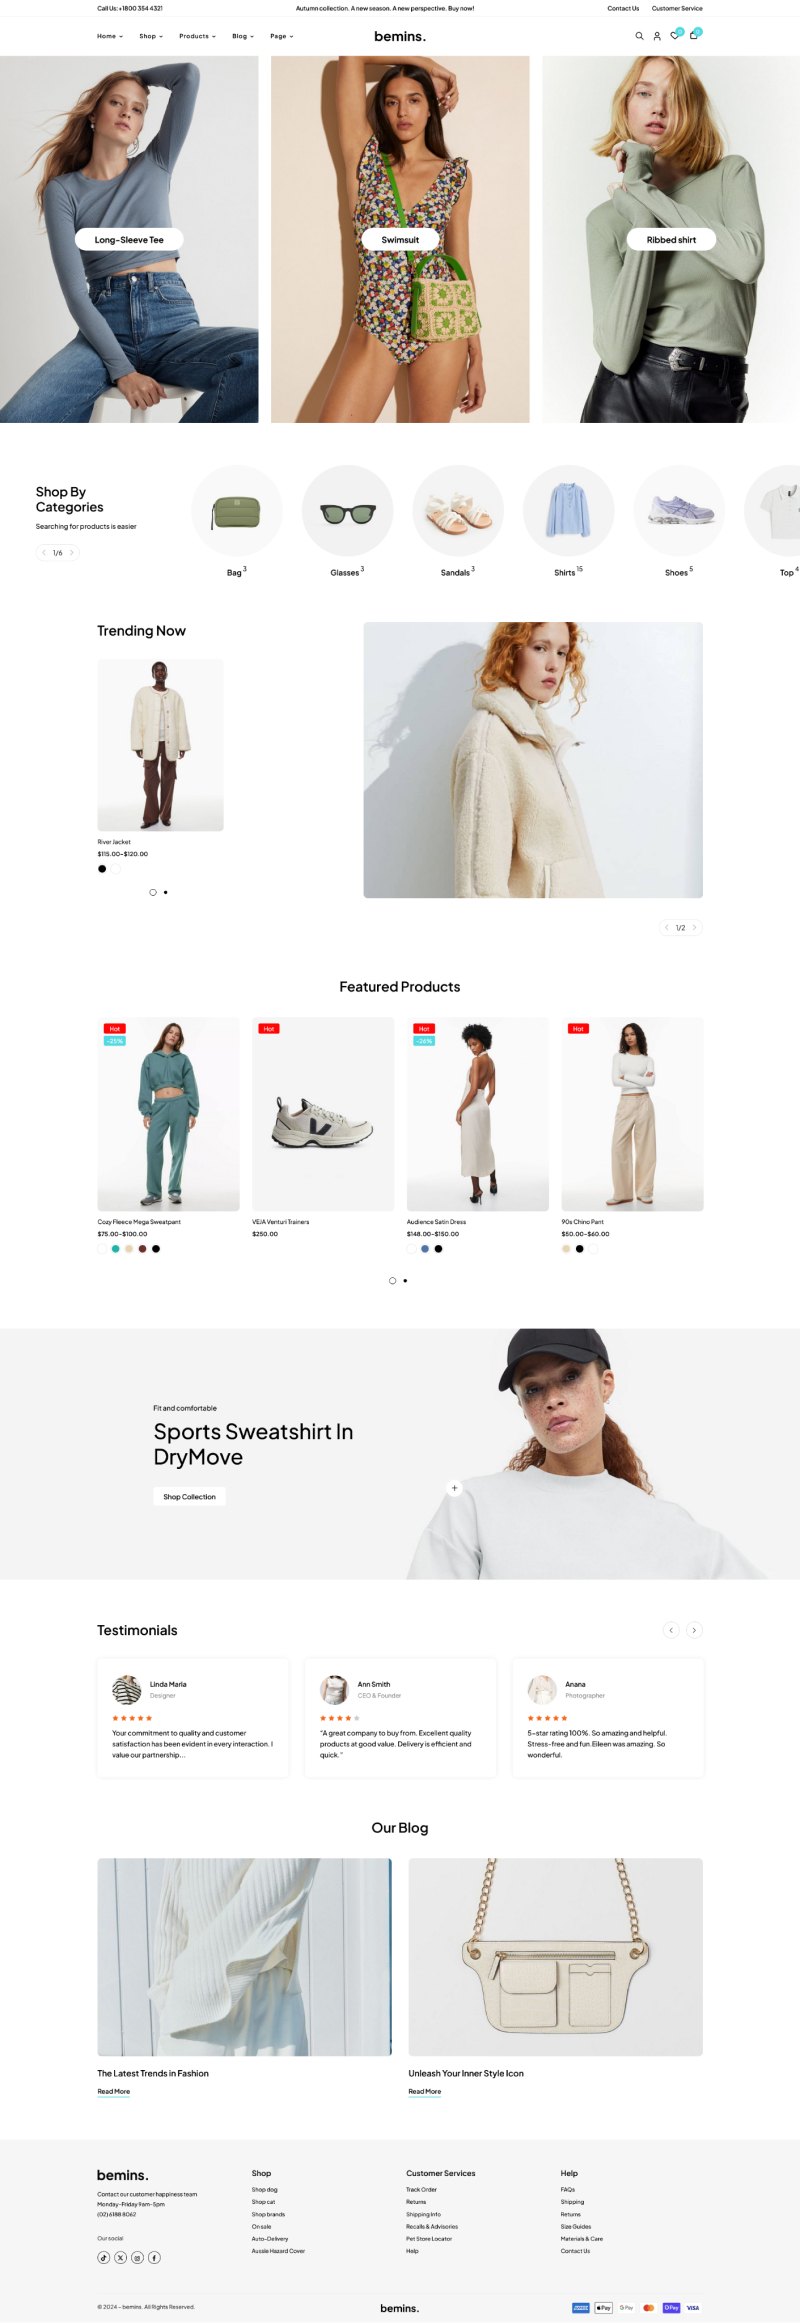 Call Us: +1 800 354 4321
Autumn collection. A new season. A new perspective. Buy now!
Contact Us
Customer Service
Home
Shop
Products
Blog
Page
bemins.
Long-Sleeve Tee
Swimsuit
Ribbed shirt
Shop By
Categories
Searching for products is easier
1/6
Bag 3
Glasses 3
Sandals 3
Shirts 15
Shoes 5
Top 4
Trending Now
River Jacket
$115.00–$120.00
1/2
Featured Products
Hot
-25%
Hot
Hot
-26%
Hot
Cozy Fleece Mega Sweatpant
$75.00–$100.00
VEJA Venturi Trainers
$250.00
Audience Satin Dress
$148.00–$150.00
90s Chino Pant
$50.00–$60.00
Fit and comfortable
Sports Sweatshirt In
DryMove
Shop Collection
Testimonials
Linda Maria
Designer
Your commitment to quality and customer
satisfaction has been evident in every interaction. I
value our partnership...
Ann Smith
CEO & Founder
"A great company to buy from. Excellent quality
products at good value. Delivery is efficient and
quick."
Anana
Photographer
5-star rating 100%. So amazing and helpful.
Stress-free and fun.Eileen was amazing. So
wonderful.
Our Blog
The Latest Trends in Fashion
Read More
Unleash Your Inner Style Icon
Read More
bemins.
Contact our customer happiness team
Monday-Friday 9am-5pm
(02) 6188 8062
Our social
Shop
Shop dog
Shop cat
Shop brands
On sale
Auto-Delivery
Aussie Hazard Cover
Customer Services
Track Order
Returns
Shipping Info
Recalls & Advisories
Pet Store Locator
Help
Help
FAQs
Shipping
Returns
Size Guides
Materials & Care
Contact Us
© 2024 – bemins. All Rights Reserved.
bemins.
Pay
G Pay
Pay
VISA